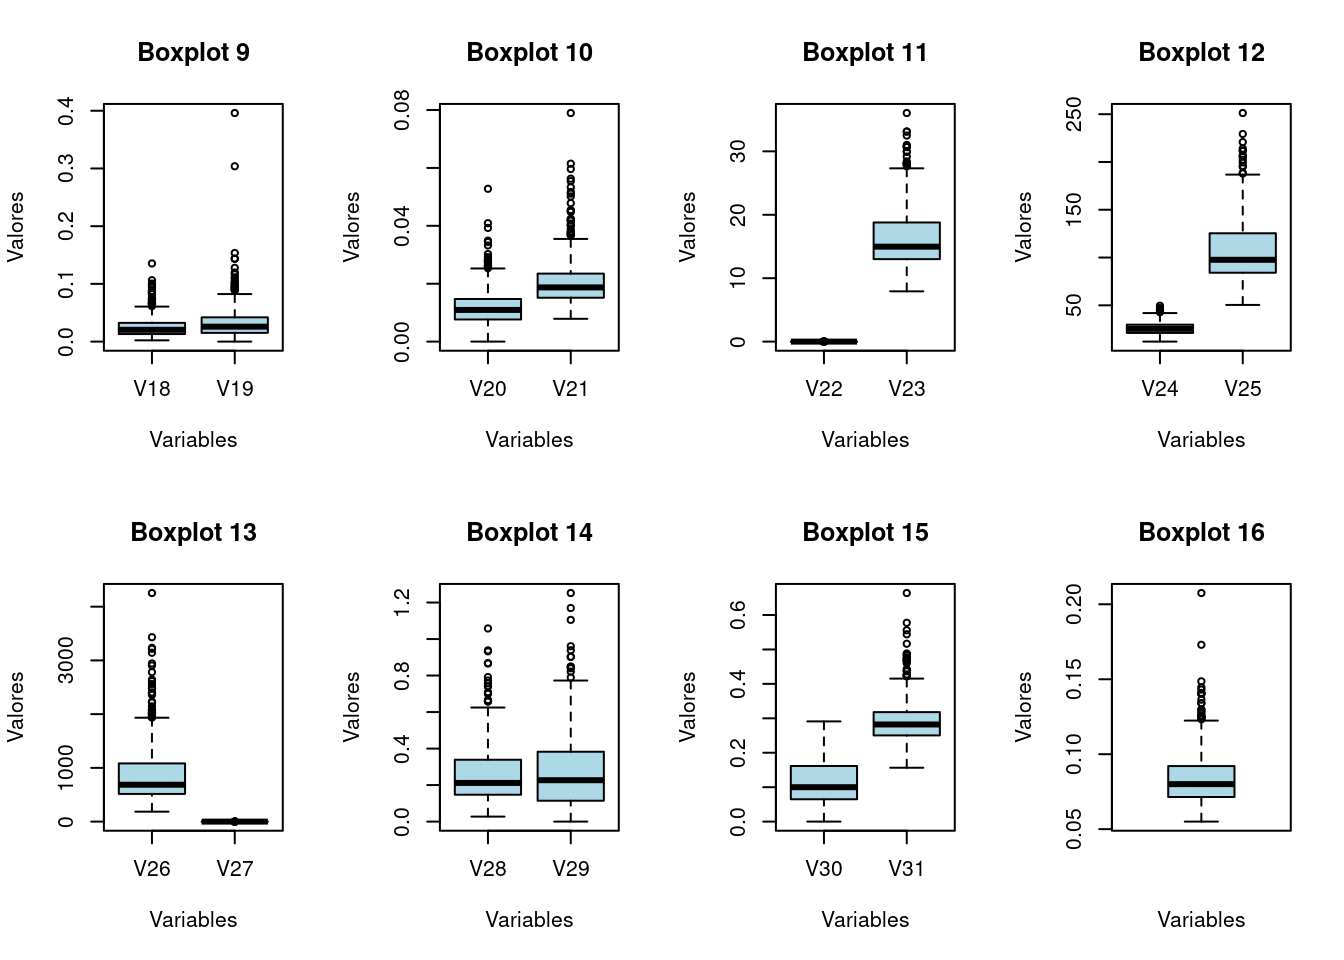 Boxplot 9
Valores
0.0 0.1 0.2 0.3 0.4
V18 V19
Variables
Boxplot 10
Valores
0.00 0.04 0.08
V20 V21
Variables
Boxplot 11
Valores
0 10 20 30
V22 V23
Variables
Boxplot 12
Valores
50 150 250
V24 V25
Variables
Boxplot 13
Valores
0 1000 3000
V26 V27
Variables
Boxplot 14
Valores
0.0 0.4 0.8 1.2
V28 V29
Variables
Boxplot 15
Valores
0.0 0.2 0.4 0.6
V30 V31
Variables
Boxplot 16
Valores
0.05 0.10 0.15 0.20
Variables